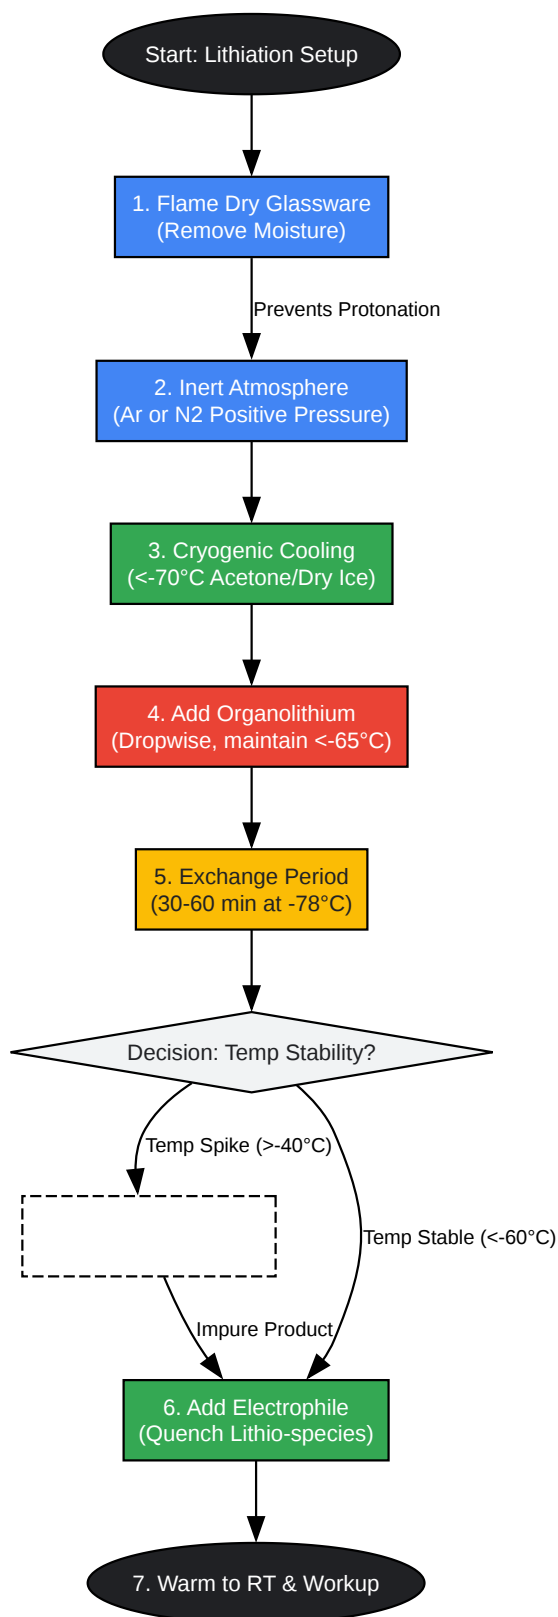 Start: Lithiation Setup
1. Flame Dry Glassware
(Remove Moisture)
Prevents Protonation
2. Inert Atmosphere
(Ar or N2 Positive Pressure)
3. Cryogenic Cooling
(<-70°C Acetone/Dry Ice)
4. Add Organolithium
(Dropwise, maintain <-65°C)
5. Exchange Period
(30-60 min at -78°C)
Decision: Temp Stability?
Temp Spike (>-40°C)
Temp Stable (<-60°C)
Impure Product
6. Add Electrophile
(Quench Lithio-species)
7. Warm to RT & Workup